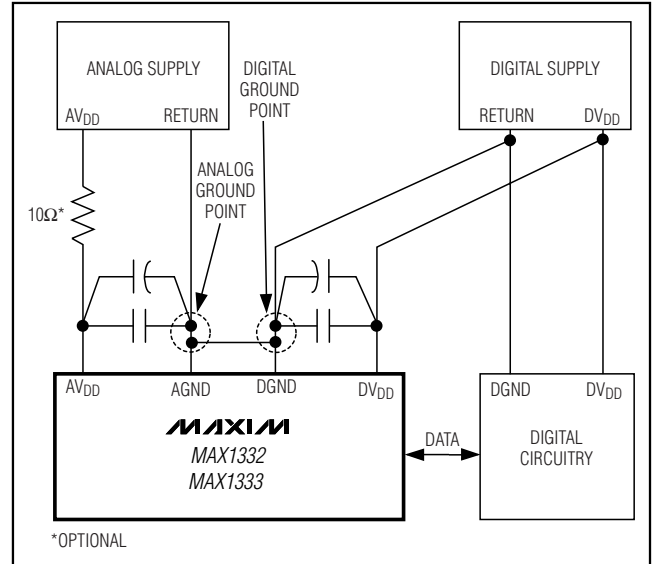 ANALOG SUPPLY
AVDD
RETURN
DIGITAL
GROUND
POINT
DIGITAL SUPPLY
RETURN
DVDD
10Ω*
ANALOG
GROUND
POINT
AVDD
AGND
DGND
DVDD
MAXIM
MAX1332
MAX1333
DATA
DGND
DVDD
DIGITAL
CIRCUITRY
*OPTIONAL